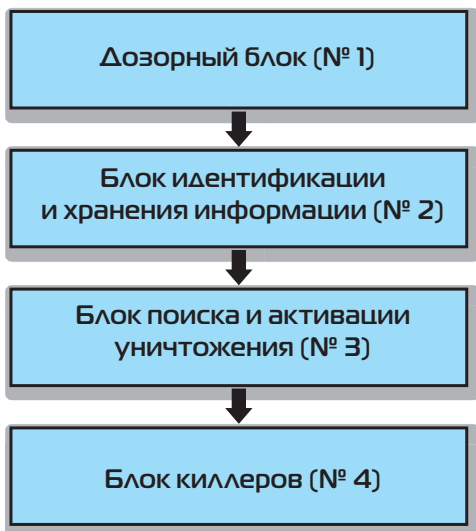 Дозорный блок (№ 1)
Блок идентификации
и хранения информации (№ 2)
Блок поиска и активации
уничтожения (№ 3)
Блок киллеров (№ 4)